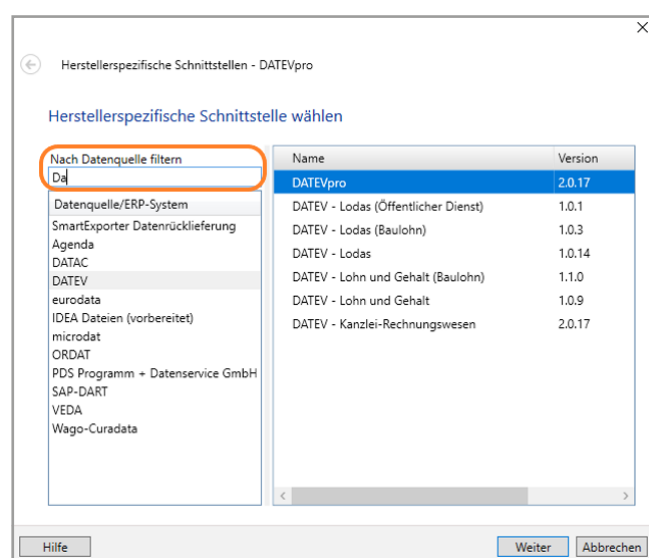 Herstellerspezifische Schnittstellen - DATEVpro
Herstellerspezifische Schnittstelle wählen
Nach Datenquelle filtern
Da
Datenquelle/ERP-System
SmartExporter Datenrücklieferung
Agenda
DATAC
DATEV
eurodata
IDEA Dateien (vorbereitet)
microdat
ORDAT
PDS Programm + Datenservice GmbH
SAP-DART
VEDA
Wago-Curadata
Name Version
DATEVpro 2.0.17
DATEV - Lodas (Öffentlicher Dienst) 1.0.1
DATEV - Lodas (Baulohn) 1.0.3
DATEV - Lodas 1.0.14
DATEV - Lohn und Gehalt (Baulohn) 1.1.0
DATEV - Lohn und Gehalt 1.0.9
DATEV - Kanzlei-Rechnungswesen 2.0.17
Hilfe Weiter Abbrechen